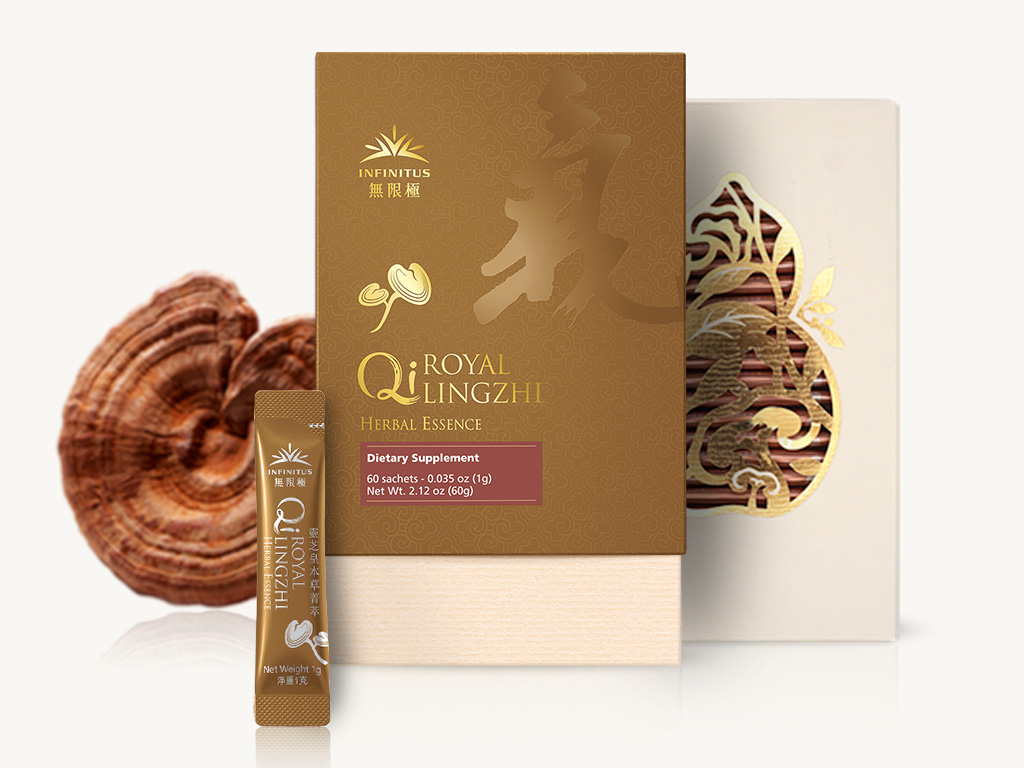 INFINITUS
無限極
Qi ROYAL
LINGZHI
HERBAL ESSENCE
Dietary Supplement
60 sachets - 0.035 oz (1g)
Net Wt. 2.12 oz (60g)
INFINITUS
無限極
Qi ROYAL
LINGZHI
HERBAL ESSENCE
靈芝皇本草菁萃
Net Weight 1g
淨重1克